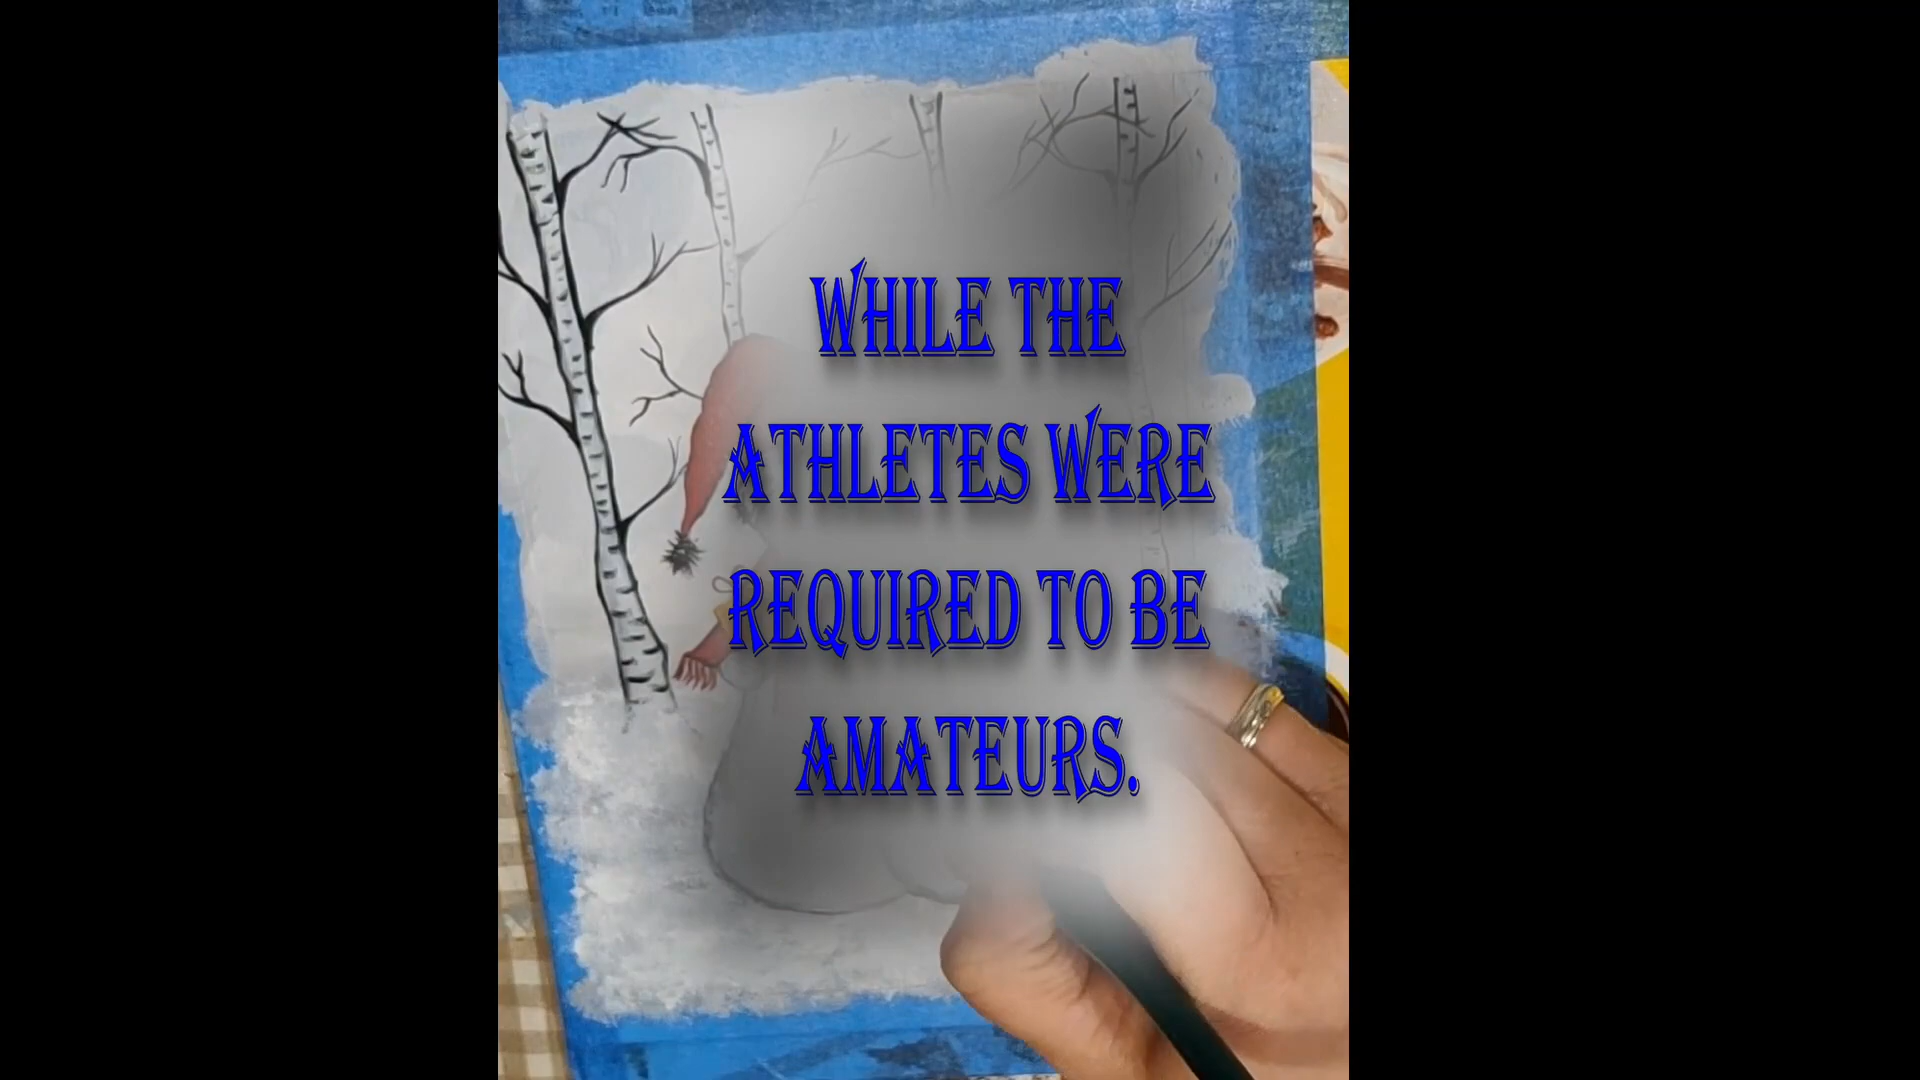 WHILE THE
ATHLETES WERE
REQUIRED TO BE
AMATEURS.